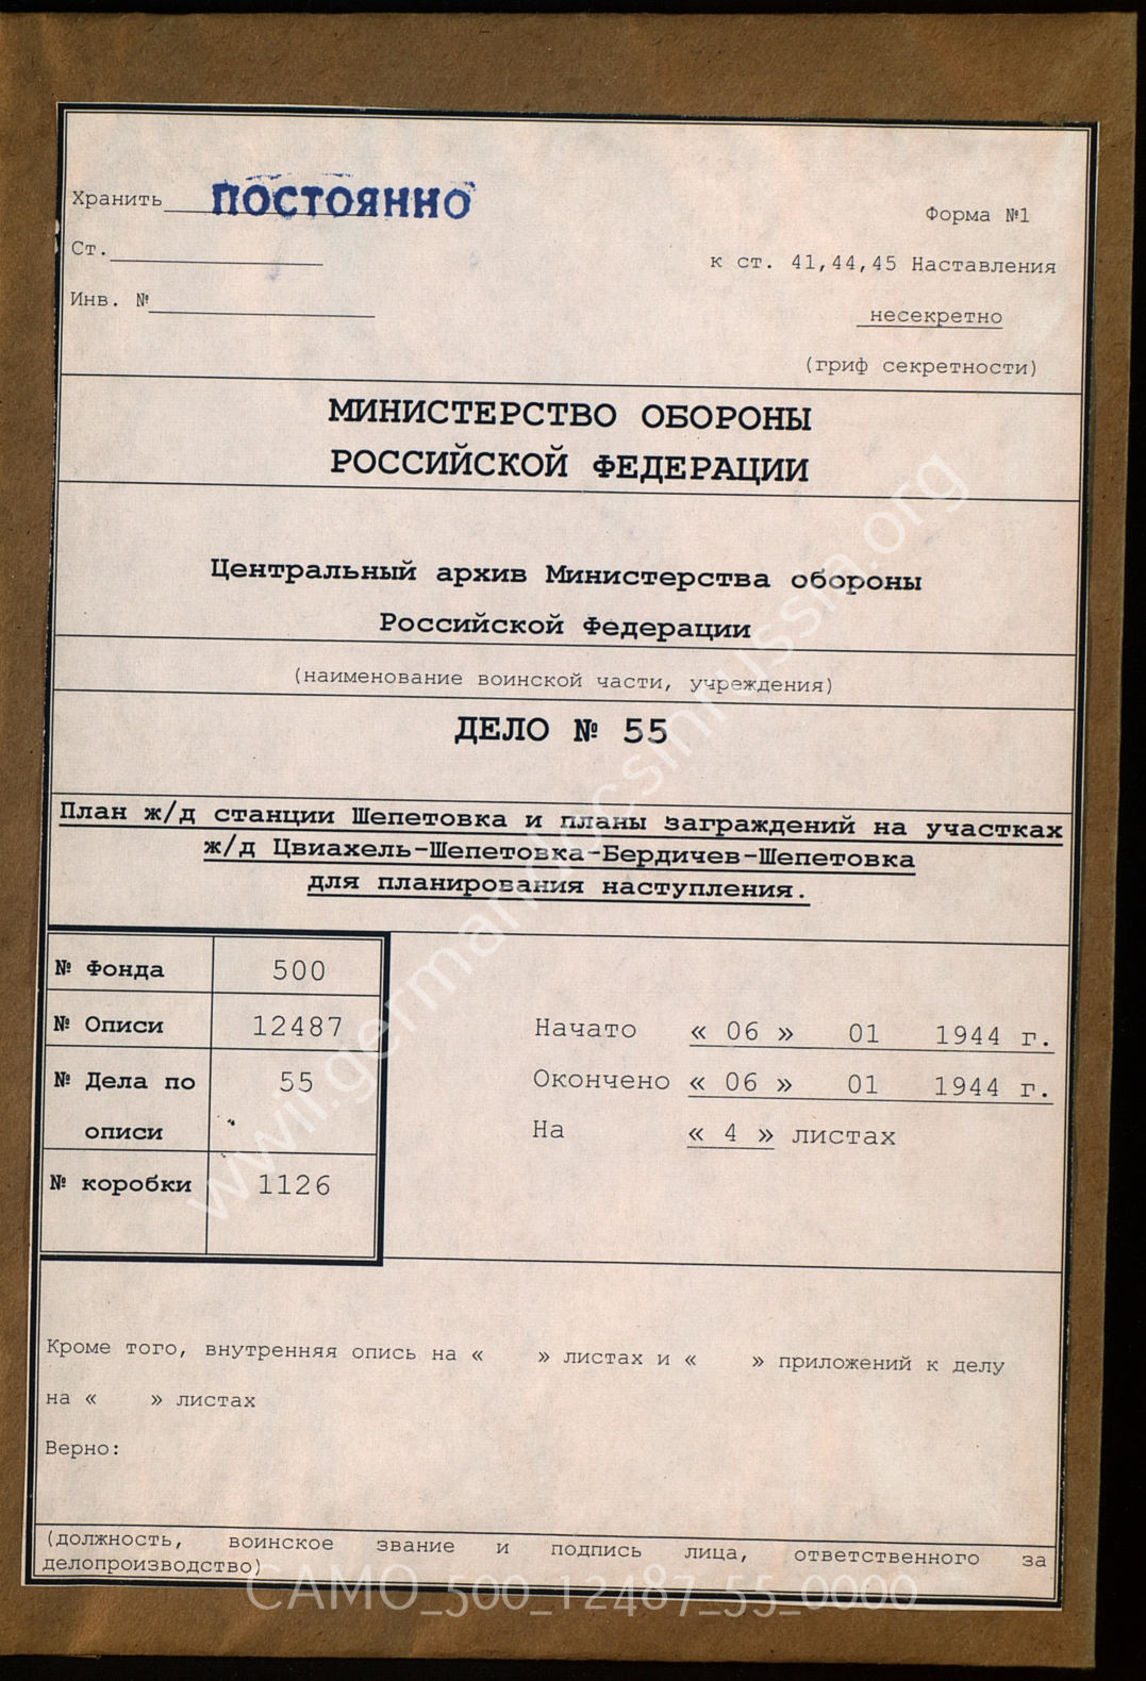 Хранить ПОСТОЯННО
Форма №1
Ст.
к ст. 41,44,45 Наставления
Инв. №
несекретно
(гриф секретности)
МИНИСТЕРСТВО ОБОРОНЫ
РОССИЙСКОЙ ФЕДЕРАЦИИ
Центральный архив Министерства обороны
Российской Федерации
(наименование воинской части, учреждения)
ДЕЛО № 55
План ж/д станции Шепетовка и планы заграждений на участках
ж/д Цвиахель-Шепетовка-Бердичев-Шепетовка
для планирования наступления.
№ Фонда 500
№ Описи 12487
№ Дела по 55
описи
№ коробки 1126
Начато « 06 » 01 1944 г.
Окончено « 06 » 01 1944 г.
На « 4 » листах
Кроме того, внутренняя опись на « » листах и « » приложений к делу
на « » листах
Верно:
(должность, воинское звание и подпись лица, ответственного за
делопроизводство)
CAMO_500_12487_55_0000
wwii.germandocsinrussia.org